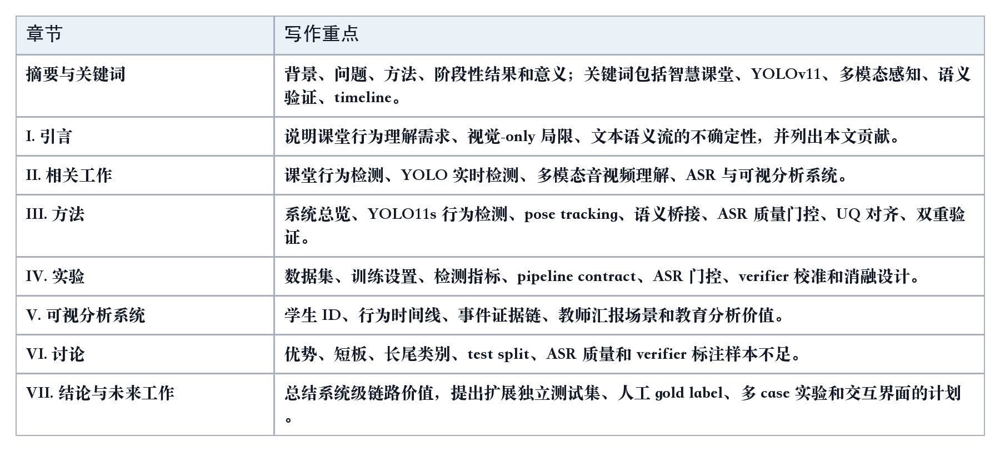 章节
写作重点
摘要与关键词
背景、问题、方法、阶段性结果和意义；关键词包括智慧课堂、YOLOv11、多模态感知、语义
验证、timeline。
I. 引言
说明课堂行为理解需求、视觉-only 局限、文本语义流的不确定性，并列出本文贡献。
II. 相关工作
课堂行为检测、YOLO 实时检测、多模态音视频理解、ASR 与可视分析系统。
III. 方法
系统总览、YOLO11s 行为检测、pose tracking、语义桥接、ASR 质量门控、UQ 对齐、双重验
证。
IV. 实验
数据集、训练设置、检测指标、pipeline contract、ASR 门控、verifier 校准和消融设计。
V. 可视分析系统
学生 ID、行为时间线、事件证据链、教师汇报场景和教育分析价值。
VI. 讨论
优势、短板、长尾类别、test split、ASR 质量和 verifier 标注样本不足。
VII. 结论与未来工作
总结系统级链路价值，提出扩展独立测试集、人工 gold label、多 case 实验和交互界面的计划
。